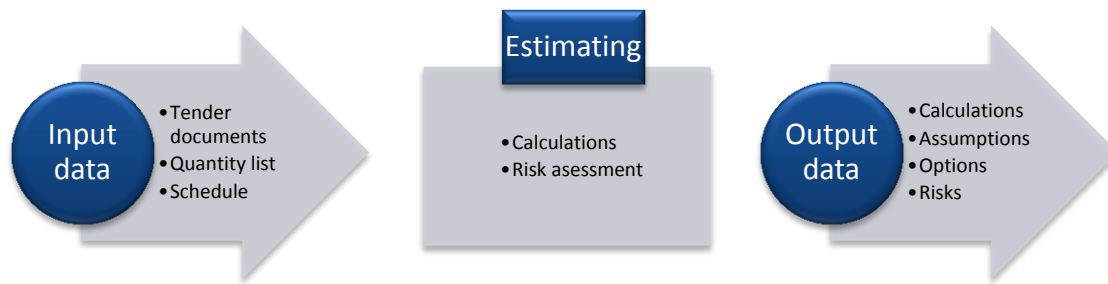 Input
data
•Tender
documents
•Quantity list
•Schedule
Estimating
•Calculations
•Risk asessment
Output
data
•Calculations
•Assumptions
•Options
•Risks